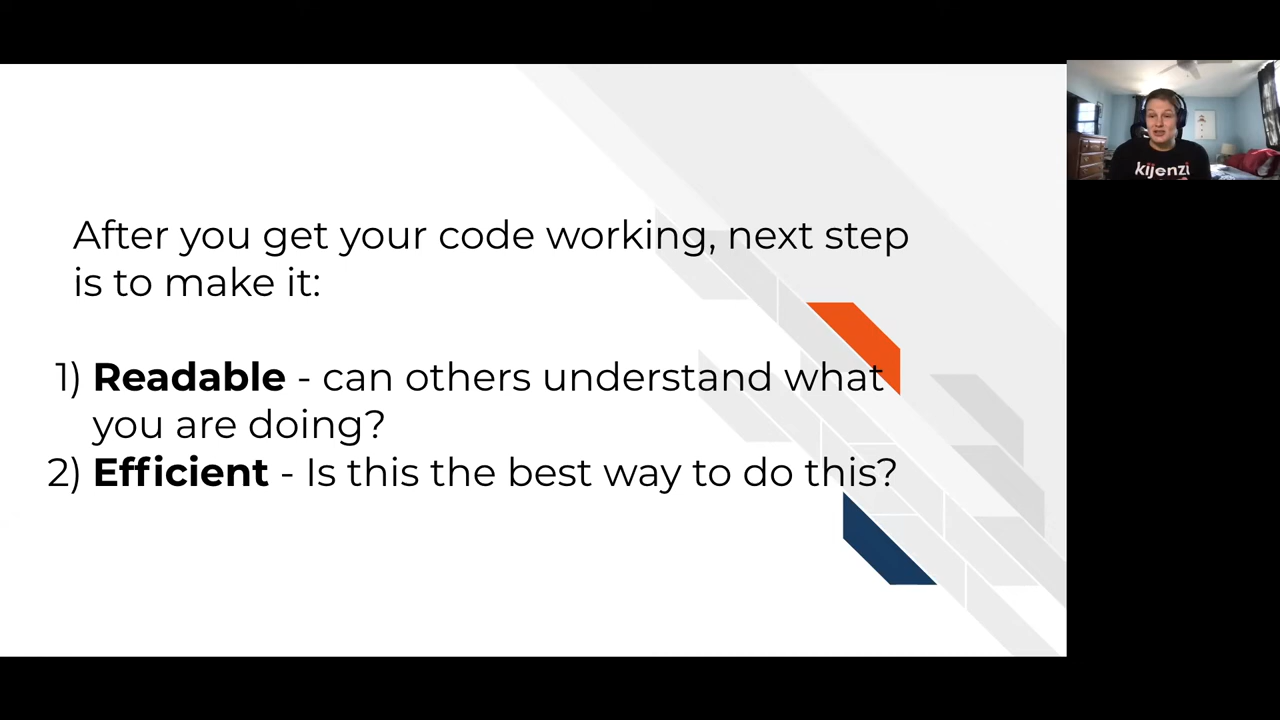 After you get your code working, next step
is to make it:
1) Readable - can others understand what
you are doing?
2) Efficient - Is this the best way to do this?
kijenzi